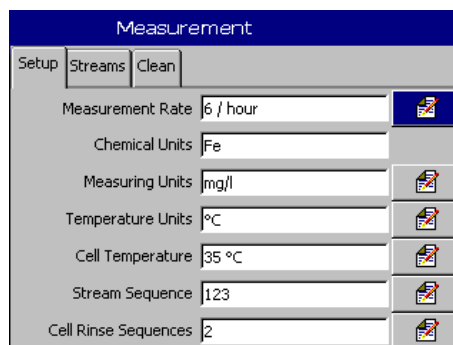 Measurement
Setup Streams Clean
Measurement Rate 6 / hour
Chemical Units Fe
Measuring Units mg/l
Temperature Units °C
Cell Temperature 35 °C
Stream Sequence 123
Cell Rinse Sequences 2